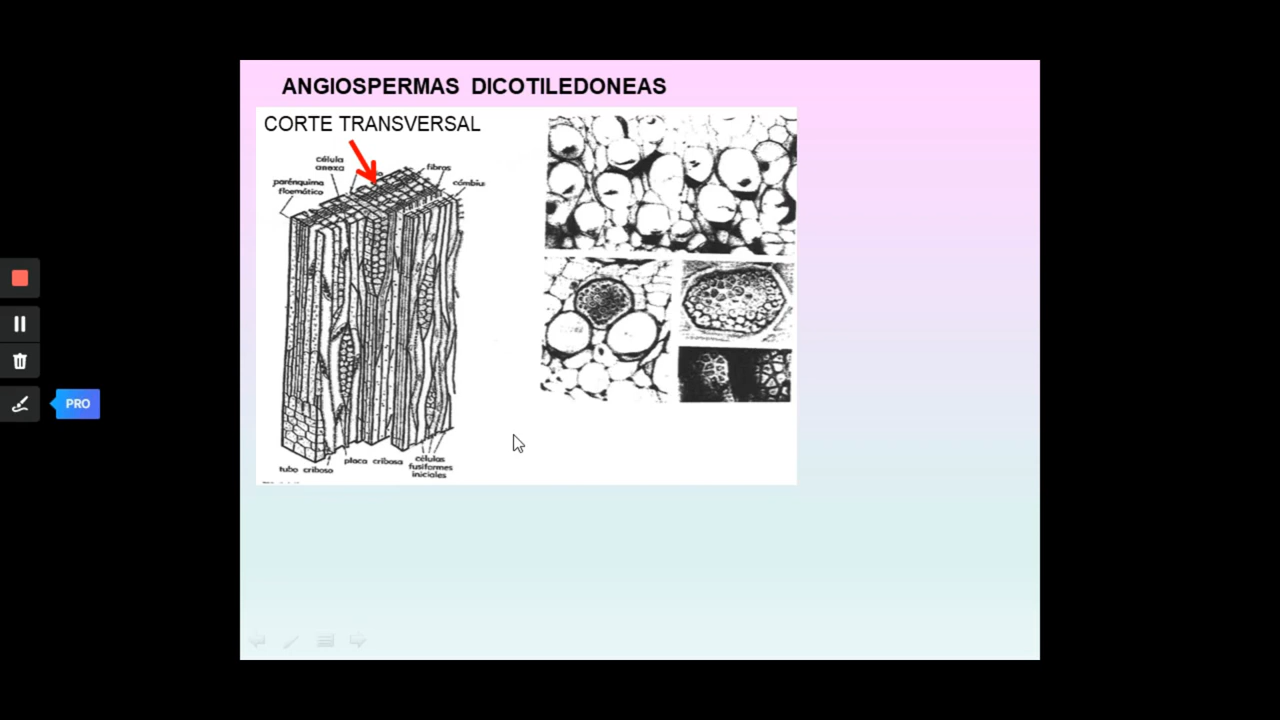 ANGIOSPERMAS DICOTILEDONEAS
CORTE TRANSVERSAL
célula
anexa
fibras
parénquima
floemático
cámbium
PRO
tubo criboso
placa cribosa
células
fusiformes
iniciales